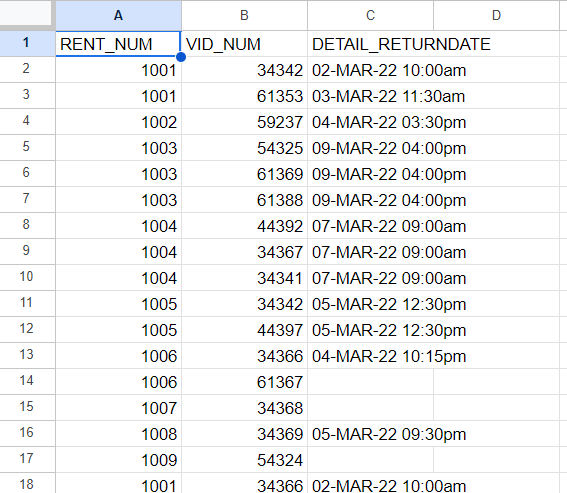 A B C D
1 RENT_NUM VID_NUM DETAIL_RETURNDATE
2 1001 34342 02-MAR-22 10:00am
3 1001 61353 03-MAR-22 11:30am
4 1002 59237 04-MAR-22 03:30pm
5 1003 54325 09-MAR-22 04:00pm
6 1003 61369 09-MAR-22 04:00pm
7 1003 61388 09-MAR-22 04:00pm
8 1004 44392 07-MAR-22 09:00am
9 1004 34367 07-MAR-22 09:00am
10 1004 34341 07-MAR-22 09:00am
11 1005 34342 05-MAR-22 12:30pm
12 1005 44397 05-MAR-22 12:30pm
13 1006 34366 04-MAR-22 10:15pm
14 1006 61367
15 1007 34368
16 1008 34369 05-MAR-22 09:30pm
17 1009 54324
18 1001 34366 02-MAR-22 10:00am